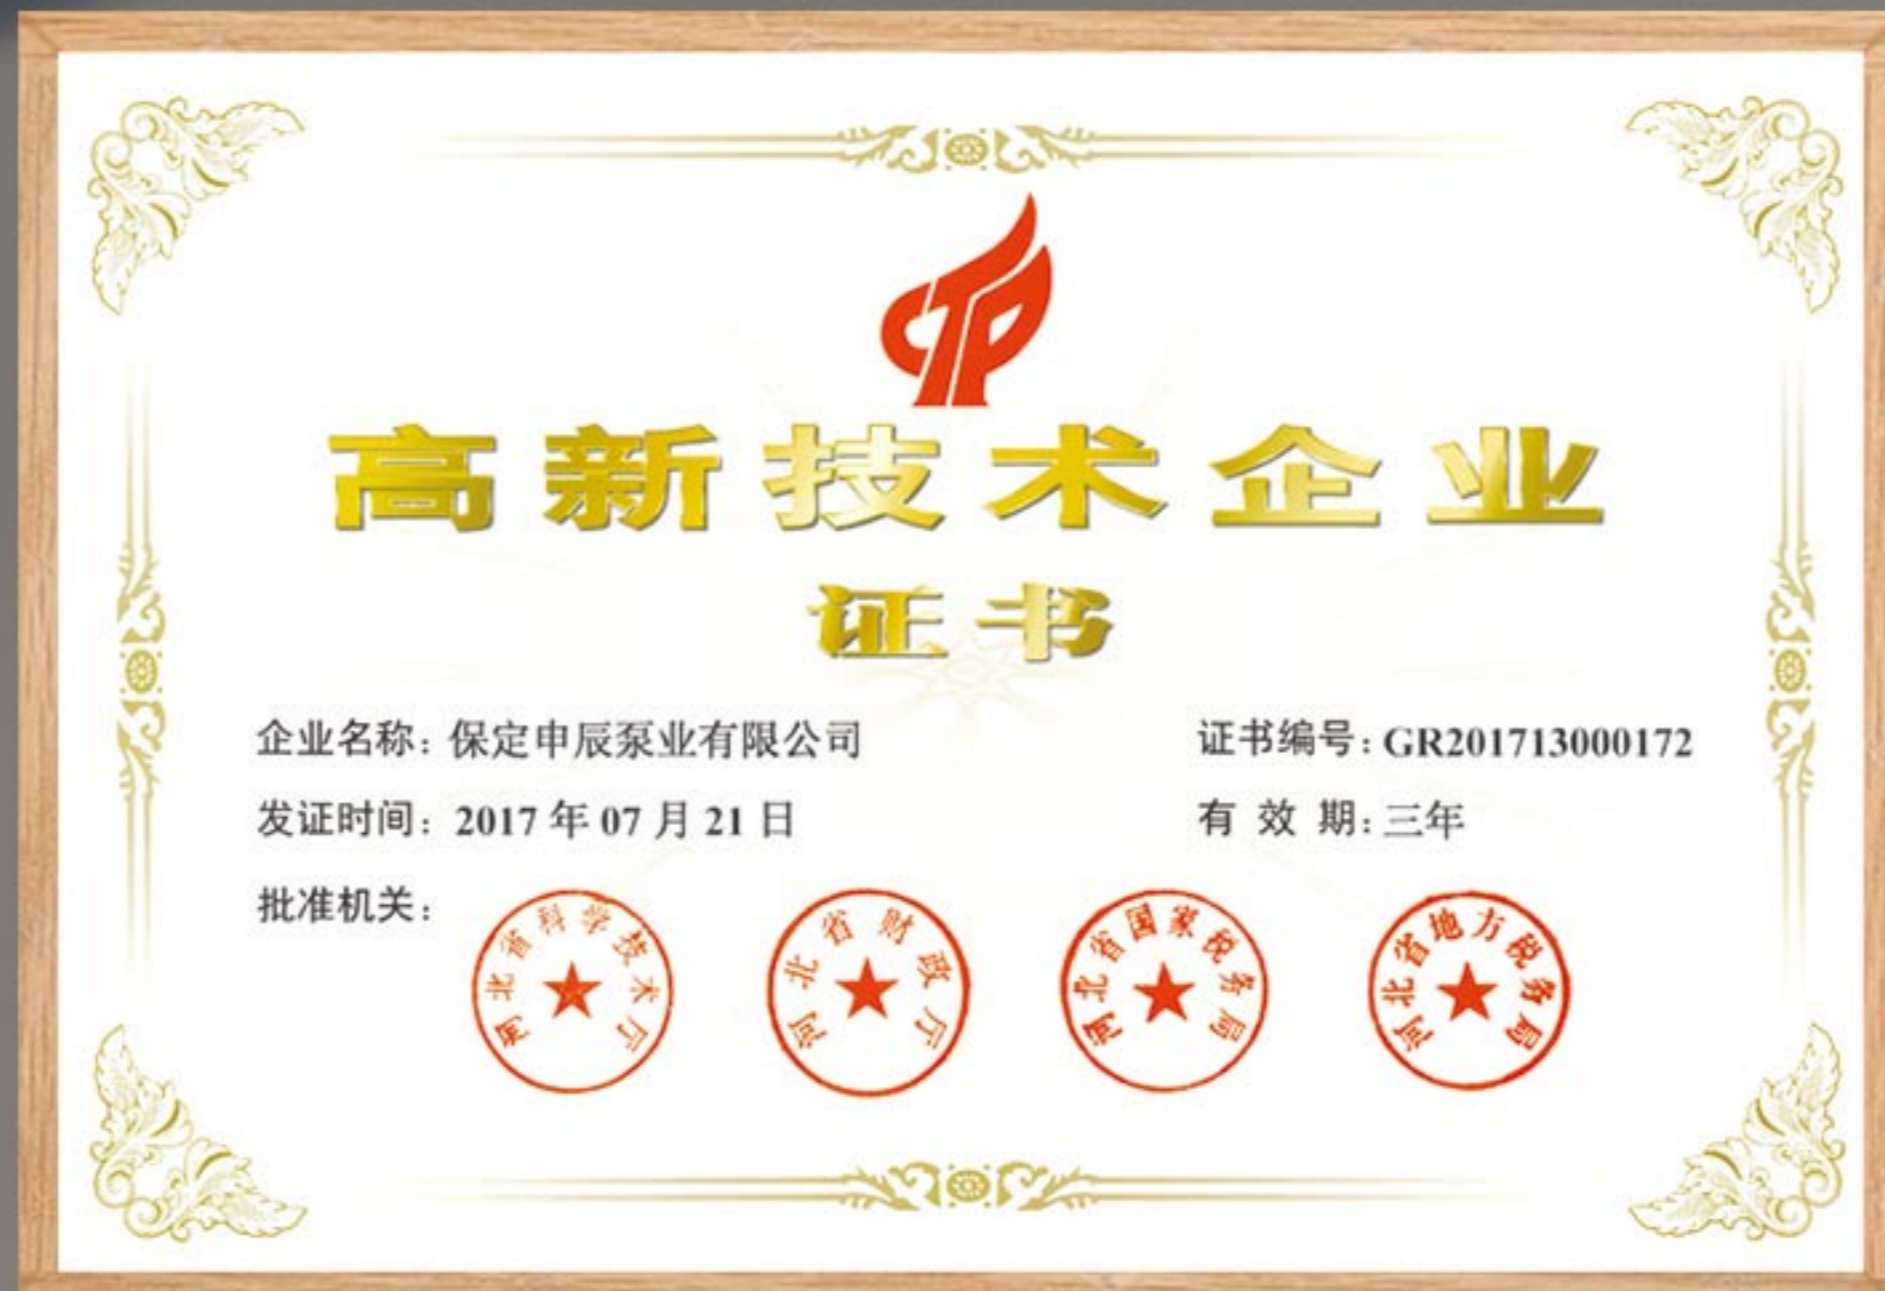 CTP
高新技术企业
证书
企业名称：保定申辰泵业有限公司
证书编号：GR201713000172
发证时间：2017年07月21日
有效期：三年
批准机关：
河北省科学技术厅
河北省财政厅
河北省国家税务局
河北省地方税务局